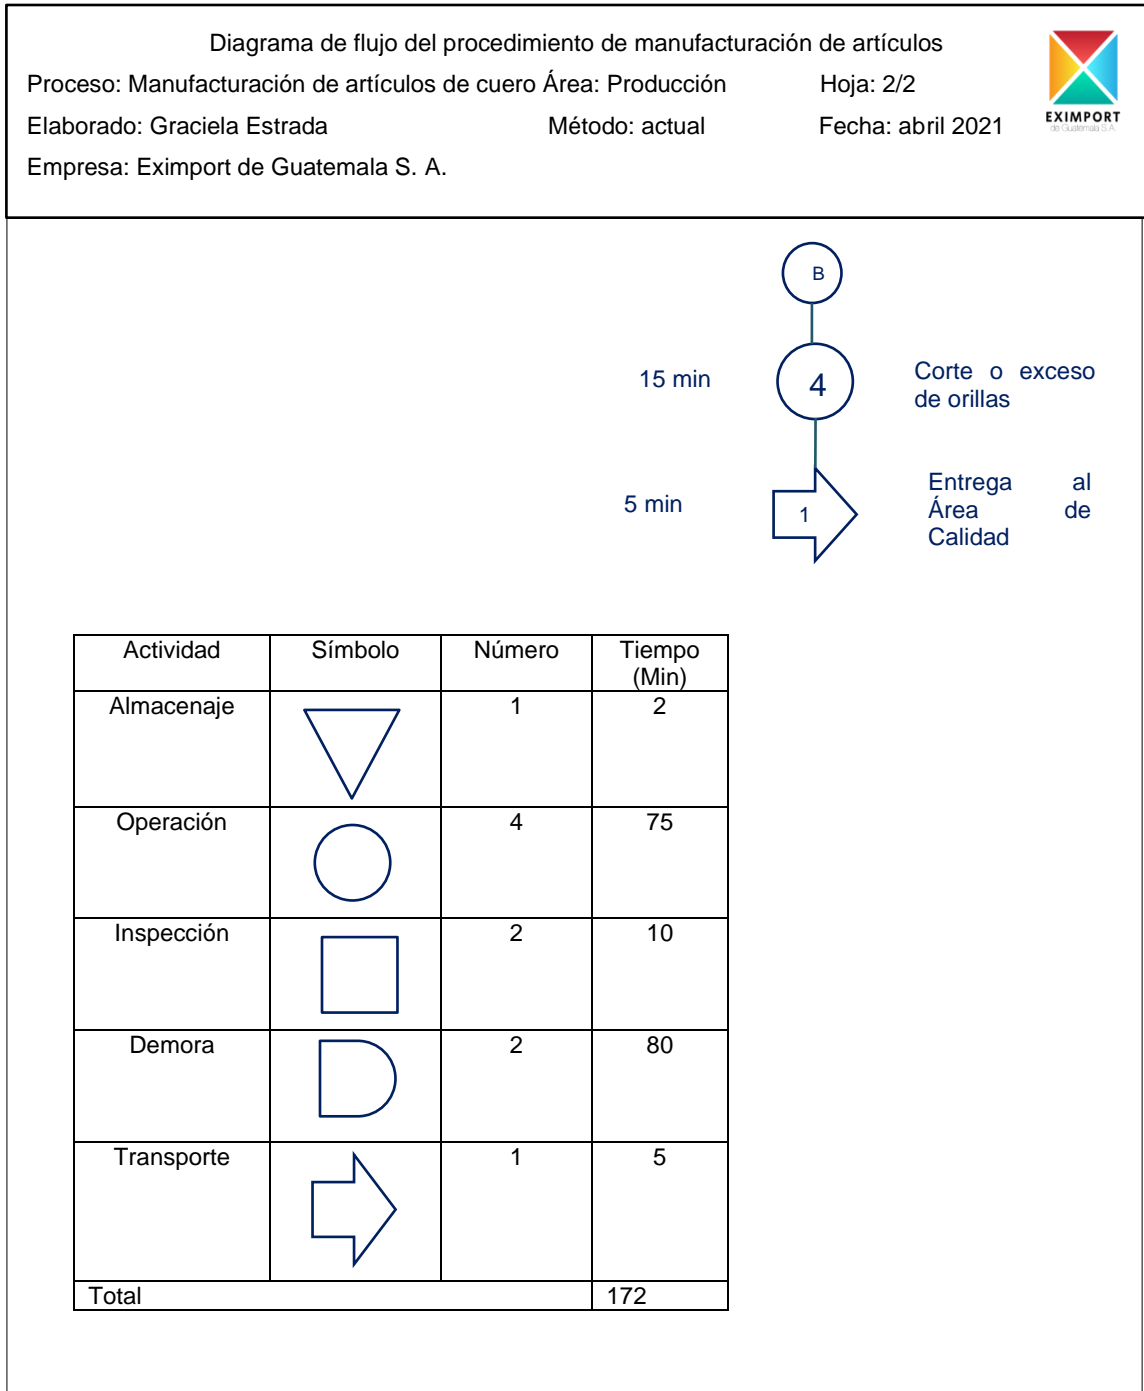 Diagrama de flujo del procedimiento de manufacturación de artículos
Proceso: Manufacturación de artículos de cuero Área: Producción Hoja: 2/2
Elaborado: Graciela Estrada Método: actual Fecha: abril 2021
Empresa: Eximport de Guatemala S. A.
EXIMPORT
de Guatemala S.A.
B
15 min 4 Corte o exceso
de orillas
5 min 1 Entrega al
Área de
Calidad
Actividad Símbolo Número Tiempo
(Min)
Almacenaje 1 2
Operación 4 75
Inspección 2 10
Demora 2 80
Transporte 1 5
Total 172